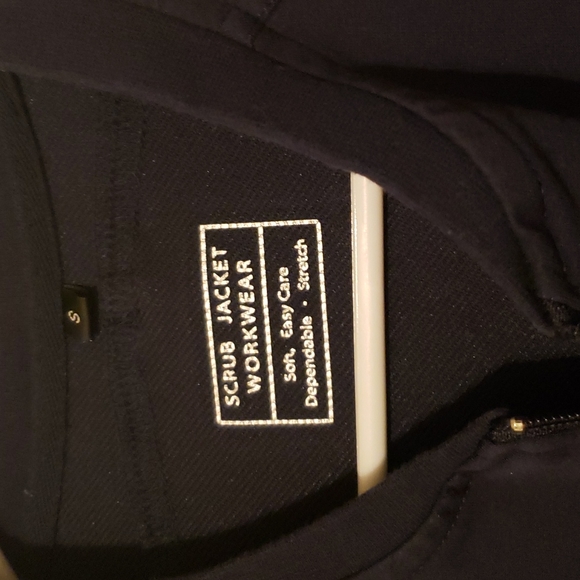 S
SCRUB JACKET
WORKWEAR
Soft, Easy Care
Dependable · Stretch